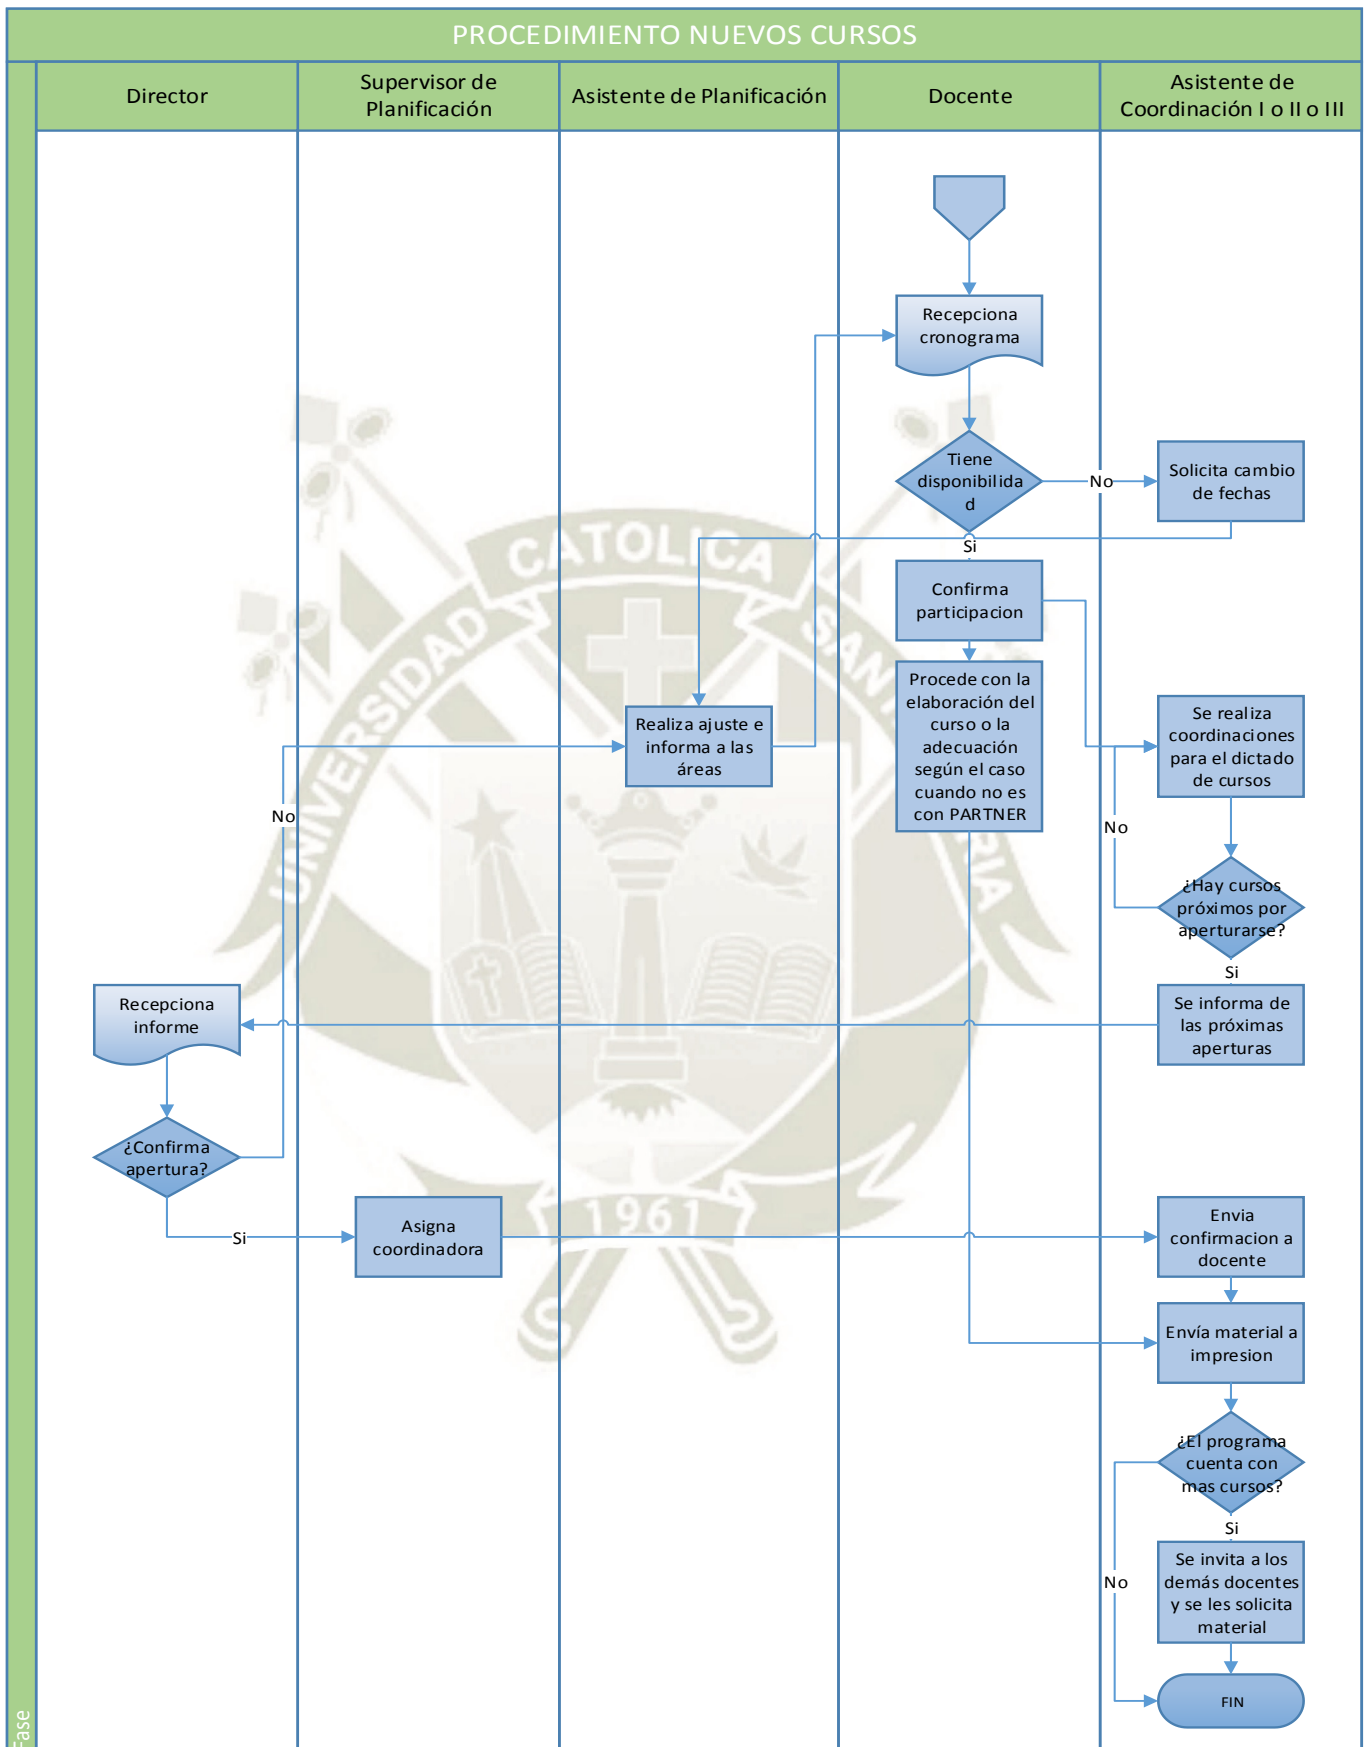 PROCEDIMIENTO NUEVOS CURSOS
Director
Supervisor de
Planificación
Asistente de Planificación
Docente
Asistente de
Coordinación I o II o III
Recepciona
cronograma
Tiene
disponibilida
d
No
Solicita cambio
de fechas
Si
Confirma
participacion
Procede con la
elaboración del
curso o la
adecuación
según el caso
cuando no es
con PARTNER
Realiza ajuste e
informa a las
áreas
Se realiza
coordinaciones
para el dictado
de cursos
No
No
¿Hay cursos
próximos por
aperturarse?
Si
Se informa de
las próximas
aperturas
Recepciona
informe
¿Confirma
apertura?
Si
Asigna
coordinadora
Envia
confirmacion a
docente
Envía material a
impresion
¿El programa
cuenta con
mas cursos?
Si
No
Se invita a los
demás docentes
y se les solicita
material
FIN
Fase
UNIVERSIDAD
CATOLICA
1961